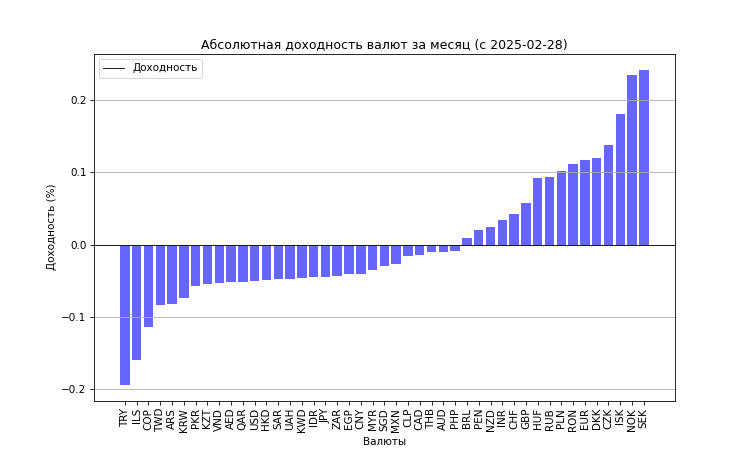 Абсолютная доходность валют за месяц (с 2025-02-28)
Доходность
Доходность (%)
0.2
0.1
0.0
−0.1
−0.2
TRY ILS COP TWD ARS KRW PKR KZT VND AED QAR USD HKD SAR UAH KWD IDR JPY ZAR EGP CNY MYR SGD MXN CLP CAD THB AUD PHP BRL PEN NZD INR CHF GBP HUF RUB PLN RON EUR DKK CZK ISK NOK SEK
Валюты